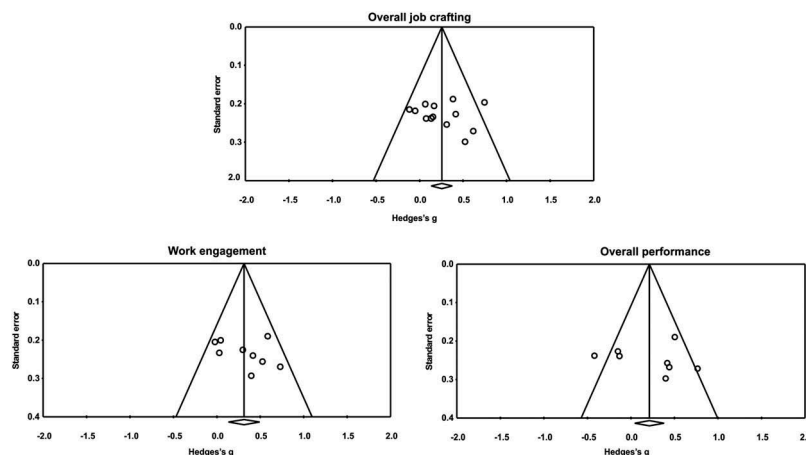 Overall job crafting
0.0
0.1
0.2
0.3
2.0
Standard error
-2.0 -1.5 -1.0 -0.5 0.0 0.5 1.0 1.5 2.0
Hedges's g
Work engagement
0.0
0.1
0.2
0.3
0.4
Standard error
-2.0 -1.5 -1.0 -0.5 0.0 0.5 1.0 1.5 2.0
Hedges's g
Overall performance
0.0
0.1
0.2
0.3
0.4
Standard error
-2.0 -1.5 -1.0 -0.5 0.0 0.5 1.0 1.5 2.0
Hedges's g